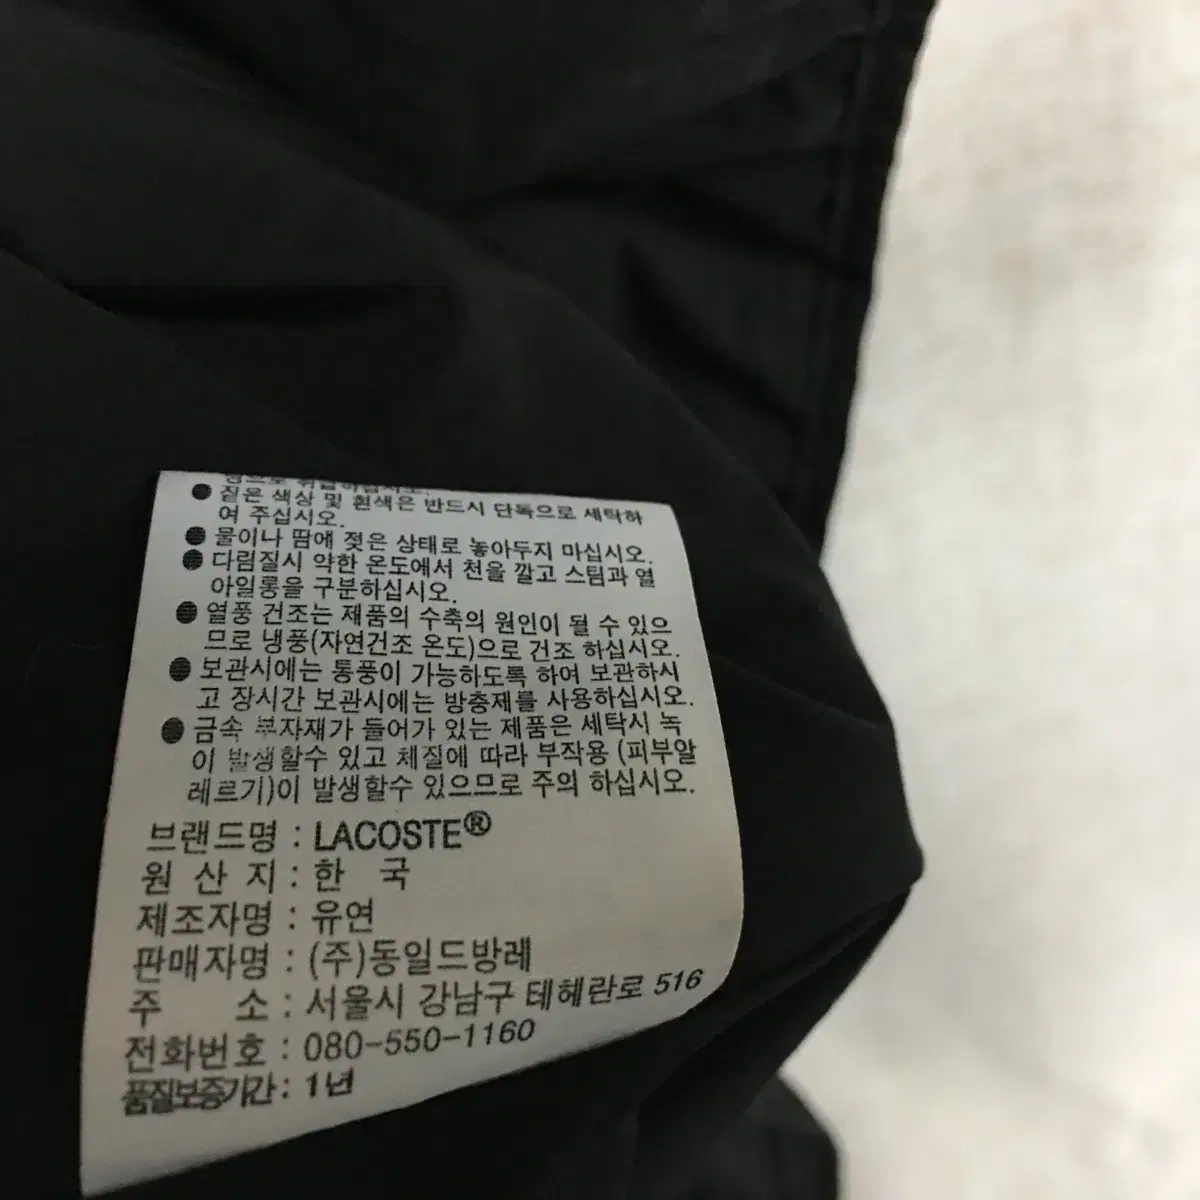 ● 짙은 색상 및 흰색은 반드시 단독으로 세탁하
여 주십시오.
● 물이나 땀에 젖은 상태로 놓아두지 마십시오.
● 다림질시 약한 온도에서 천을 깔고 스팀과 열
아일롱을 구분하십시오.
● 열풍 건조는 제품의 수축의 원인이 될 수 있으
므로 냉풍(자연건조 온도)으로 건조 하십시오.
● 보관시에는 통풍이 가능하도록 하여 보관하시
고 장시간 보관시에는 방충제를 사용하십시오.
● 금속 부자재가 들어가 있는 제품은 세탁시 녹
이 발생할수 있고 체질에 따라 부작용 (피부알
레르기)이 발생할수 있으므로 주의 하십시오.
브랜드명 : LACOSTE®
원 산 지 : 한 국
제조자명 : 유연
판매자명 : (주)동일드방레
주 소 : 서울시 강남구 테헤란로 516
전화번호 : 080-550-1160
품질보증기간 : 1년